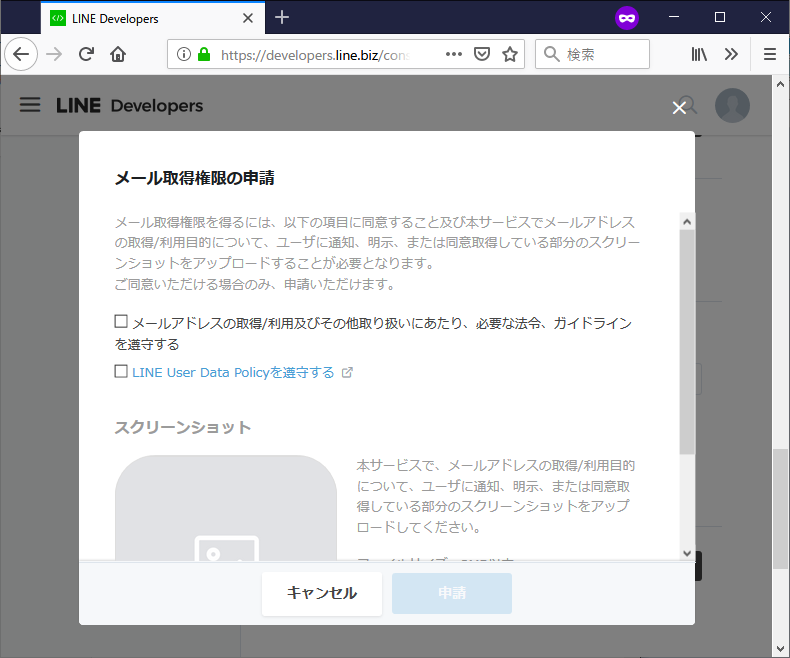 LINE Developers
https://developers.line.biz/con
検索
LINE Developers
メール取得権限の申請
メール取得権限を得るには、以下の項目に同意すること及び本サービスでメールアドレス
の取得/利用目的について、ユーザに通知、明示、または同意取得している部分のスクリー
ンショットをアップロードすることが必要となります。
ご同意いただける場合のみ、申請いただけます。
メールアドレスの取得/利用及びその他取り扱いにあたり、必要な法令、ガイドライン
を遵守する
LINE User Data Policyを遵守する
スクリーンショット
本サービスで、メールアドレスの取得/利用目的
について、ユーザに通知、明示、または同意取
得している部分のスクリーンショットをアップ
ロードしてください。
キャンセル
申請